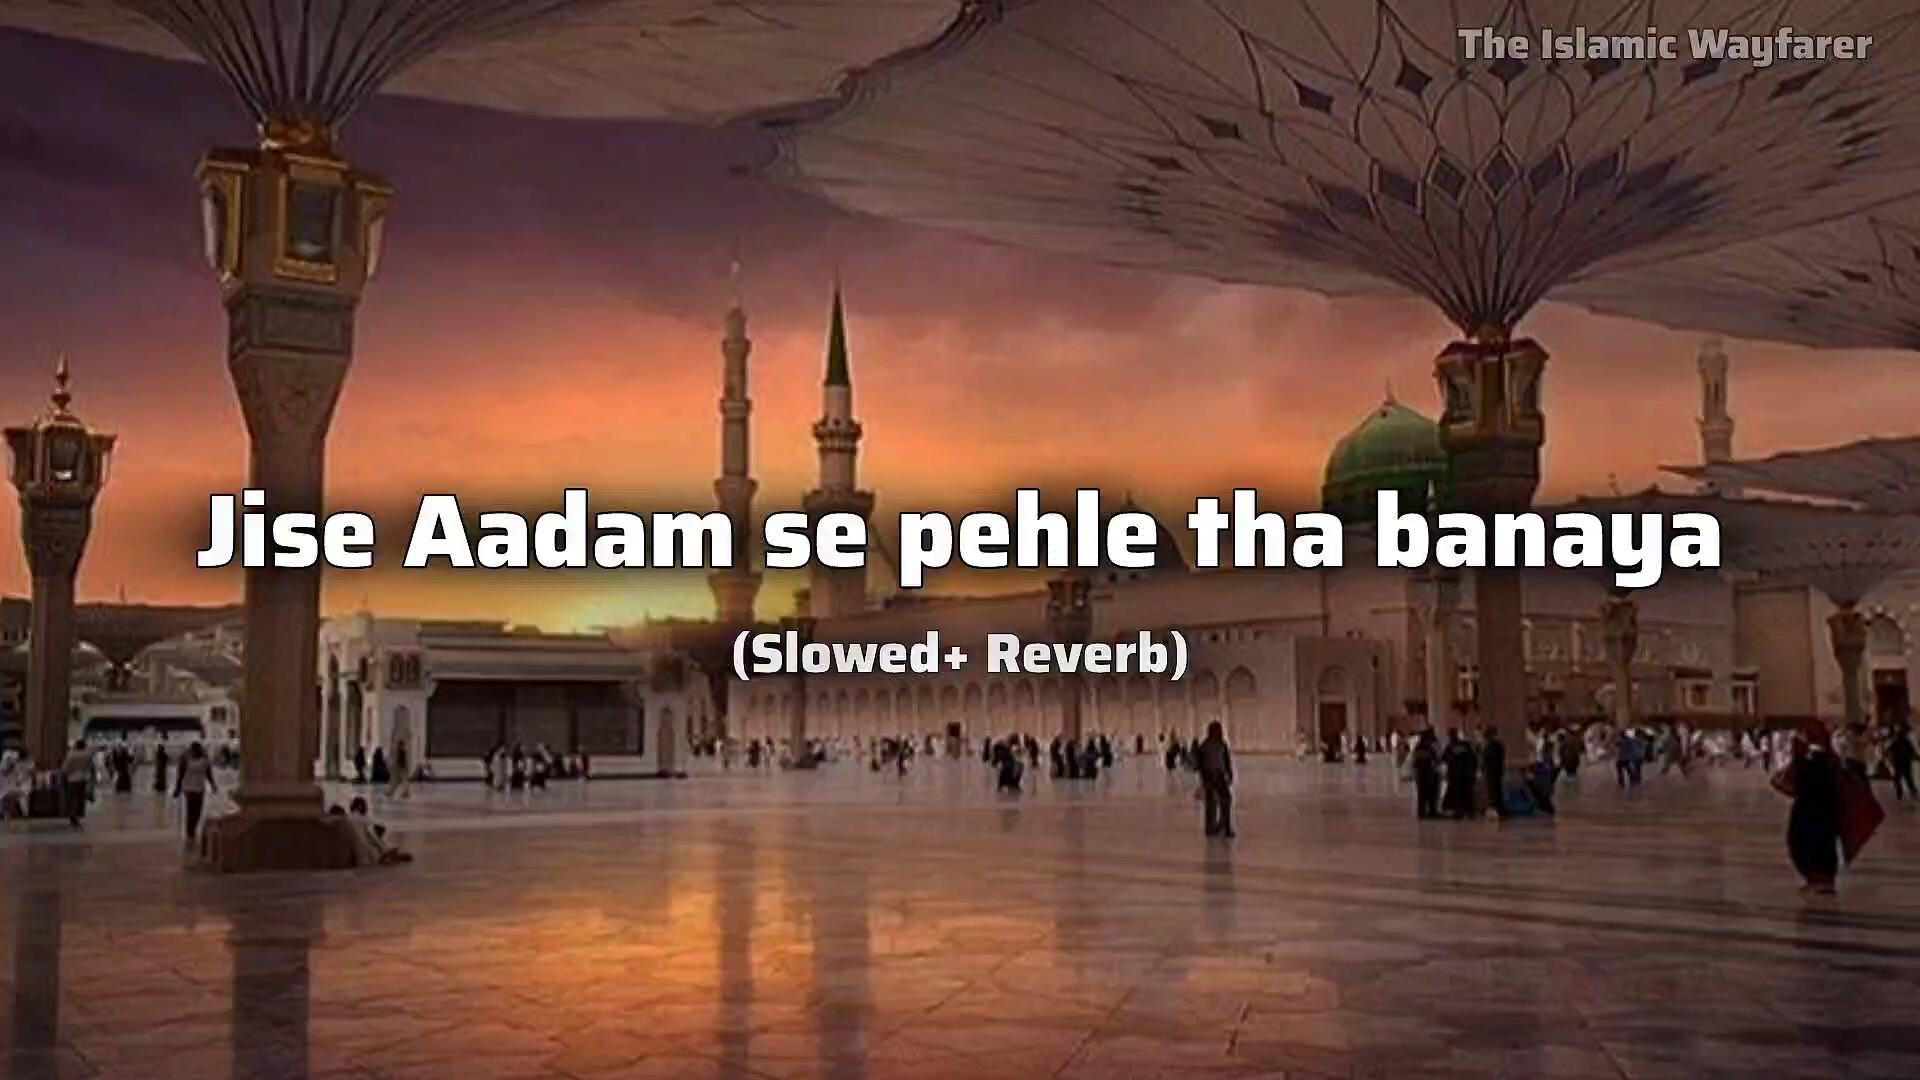 The Islamic Wayfarer
Jise Aadam se pehle tha banaya
(Slowed+ Reverb)